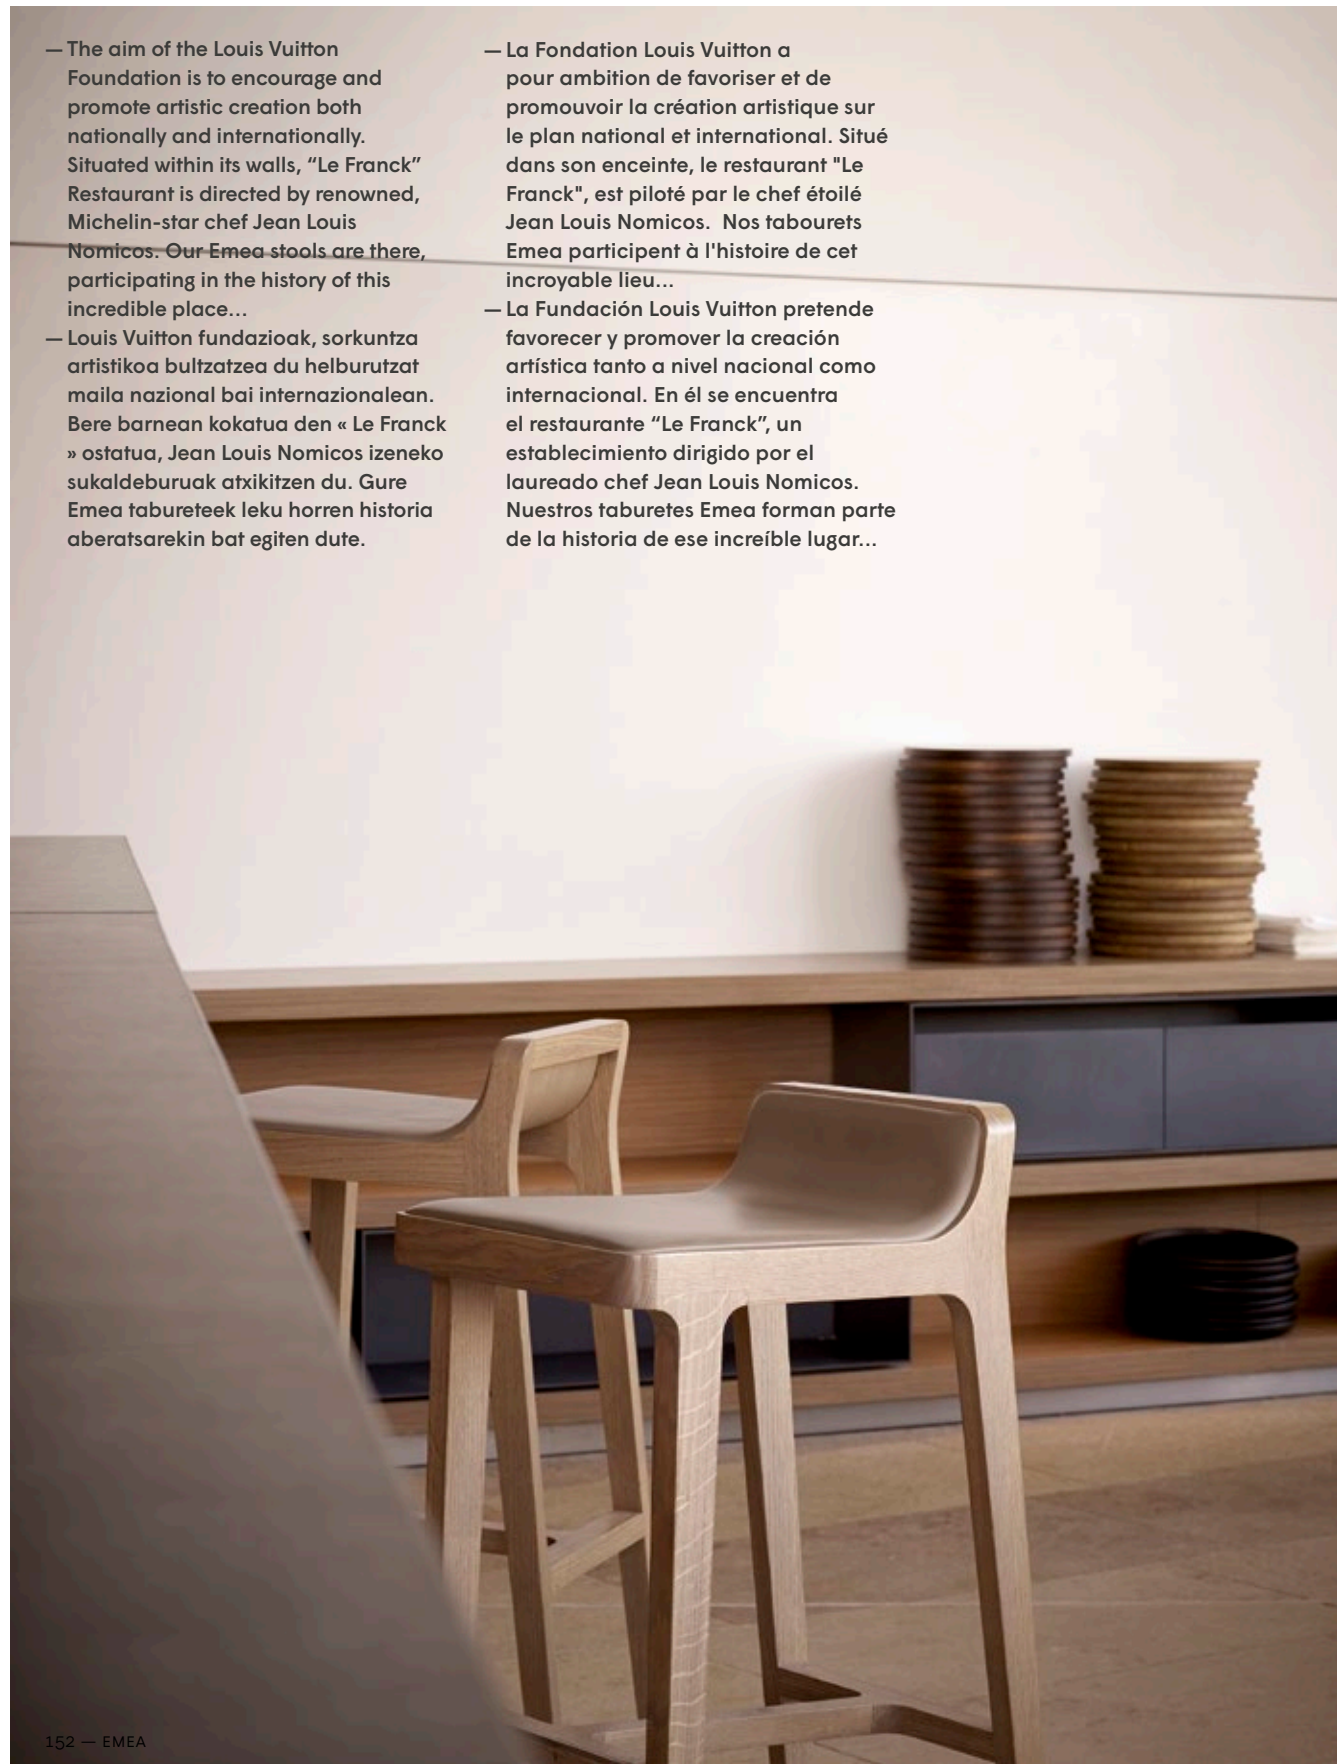 — The aim of the Louis Vuitton
Foundation is to encourage and
promote artistic creation both
nationally and internationally.
Situated within its walls, “Le Franck”
Restaurant is directed by renowned,
Michelin-star chef Jean Louis
Nomicos. Our Emea stools are there,
participating in the history of this
incredible place...
— Louis Vuitton fundazioak, sorkuntza
artistikoa bultzatzea du helburutzat
maila nazional bai internazionalean.
Bere barnean kokatua den « Le Franck
» ostatua, Jean Louis Nomicos izeneko
sukaldeburuak atxikitzen du. Gure
Emea tabureteek leku horren historia
aberatsarekin bat egiten dute.
— La Fondation Louis Vuitton a
pour ambition de favoriser et de
promouvoir la création artistique sur
le plan national et international. Situé
dans son enceinte, le restaurant "Le
Franck", est piloté par le chef étoilé
Jean Louis Nomicos.  Nos tabourets
Emea participent à l'histoire de cet
incroyable lieu...
— La Fundación Louis Vuitton pretende
favorecer y promover la creación
artística tanto a nivel nacional como
internacional. En él se encuentra
el restaurante “Le Franck”, un
establecimiento dirigido por el
laureado chef Jean Louis Nomicos.
Nuestros taburetes Emea forman parte
de la historia de ese increíble lugar...
152 — EMEA